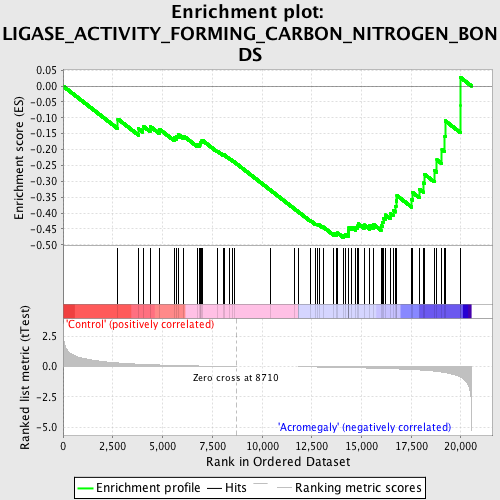 Enrichment plot:
LIGASE_ACTIVITY_FORMING_CARBON_NITROGEN_BON
DS
Enrichment score (ES)
0.05
0.00
-0.05
-0.10
-0.15
-0.20
-0.25
-0.30
-0.35
-0.40
-0.45
-0.50
'Control' (positively correlated)
Ranked list metric (tTest)
2.5
0.0
-2.5
-5.0
Zero cross at 8710
'Acromegaly' (negatively correlated)
0
2,500
5,000
7,500
10,000
12,500
15,000
17,500
20,000
Rank in Ordered Dataset
Enrichment profile
Hits
Ranking metric scores